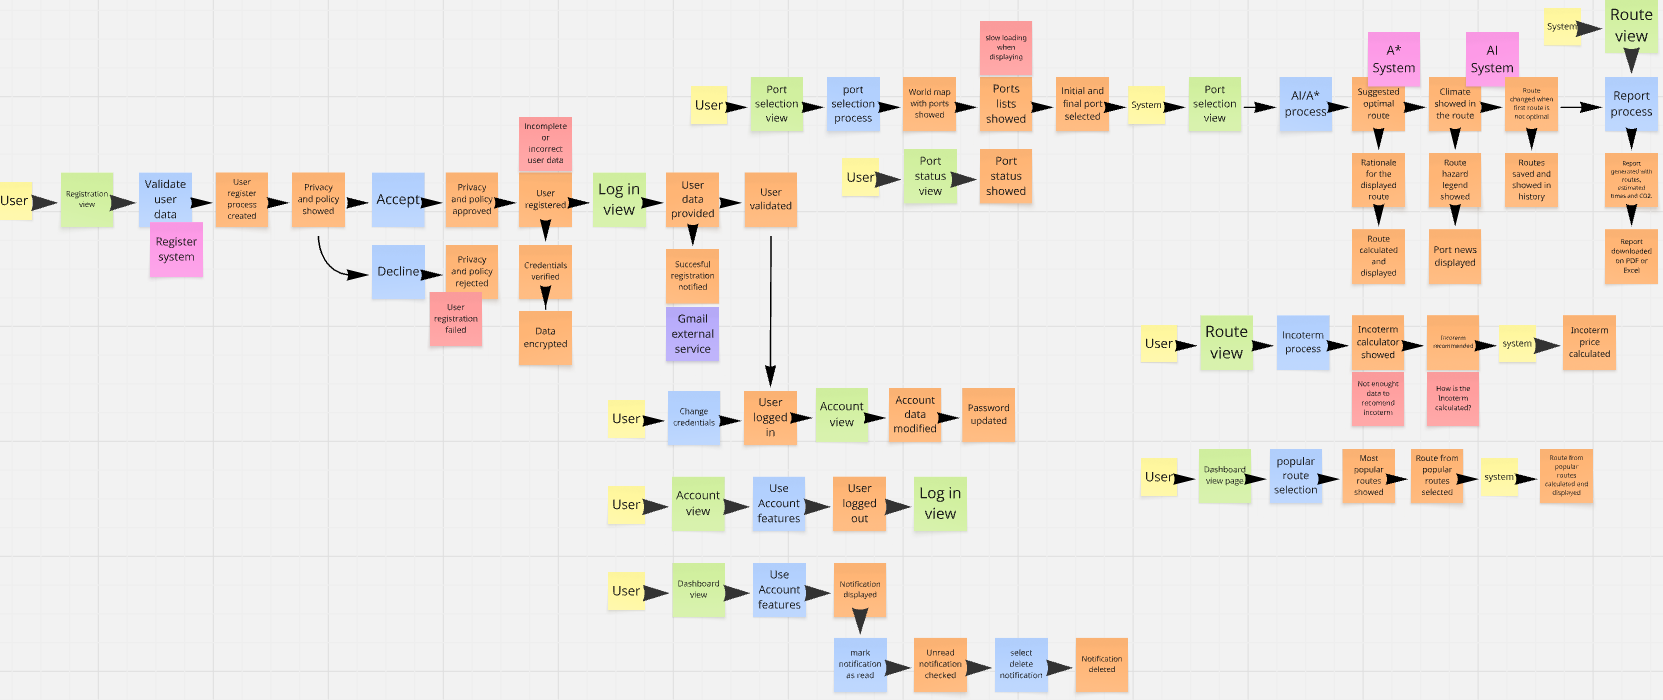 System
Route
view
slow loading
when
displaying
A*
System
AI
System
User
Port
selection
view
port
selection
process
World map
with ports
showed
Ports
lists
showed
Initial and
final port
selected
System
Port
selection
view
AI/A*
process
Suggested
optimal
route
Climate
showed in
the route
Route
changed when
first route is
not optimal
Report
process
Incomplete
or
incorrect
user data
User
Port
status
view
Port
status
showed
Rationale
for the
displayed
route
Route
hazard
legend
showed
Routes
saved and
showed in
history
Report
generated with
routes,
estimated
times and CO2.
User
Registration
view
Validate
user
data
User
register
process
created
Privacy
and policy
showed
Accept
Privacy
and policy
approved
User
registered
Log in
view
User
data
provided
User
validated
Register
system
Decline
Privacy
and policy
rejected
Credentials
verified
Succesful
registration
notified
Route
calculated
and
displayed
Port news
displayed
Report
downloaded
on PDF or
Excel
User
registration
failed
Data
encrypted
Gmail
external
service
User
Route
view
Incoterm
process
Incoterm
calculator
showed
Incoterm
recommended
system
Incoterm
price
calculated
Not enought
data to
recomend
incoterm
How is the
Incoterm
calculated?
User
Change
credentials
User
logged
in
Account
view
Account
data
modified
Password
updated
User
Dashboard
view page
popular
route
selection
Most
popular
routes
showed
Route from
popular
routes
selected
system
Route from
popular
routes
calculated and
displayed
User
Account
view
Use
Account
features
User
logged
out
Log in
view
User
Dashboard
view
Use
Account
features
Notification
displayed
mark
notification
as read
Unread
notification
checked
select
delete
notification
Notification
deleted